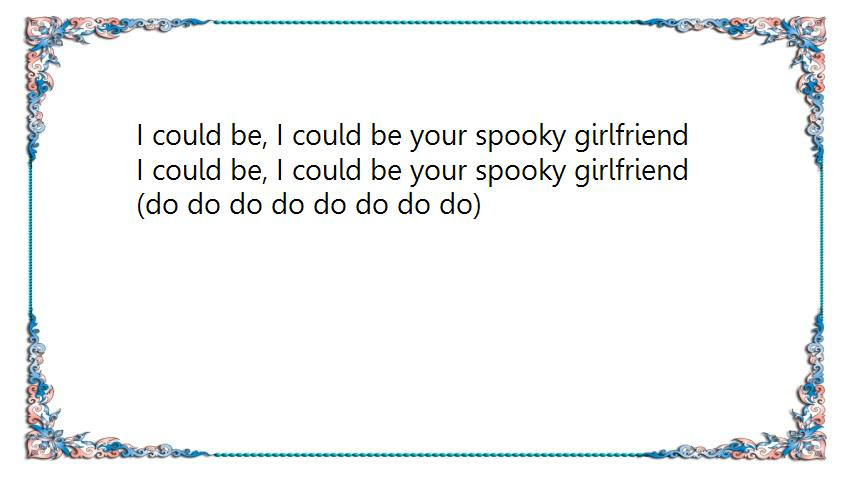 I could be, I could be your spooky girlfriend
I could be, I could be your spooky girlfriend
(do do do do do do do do)